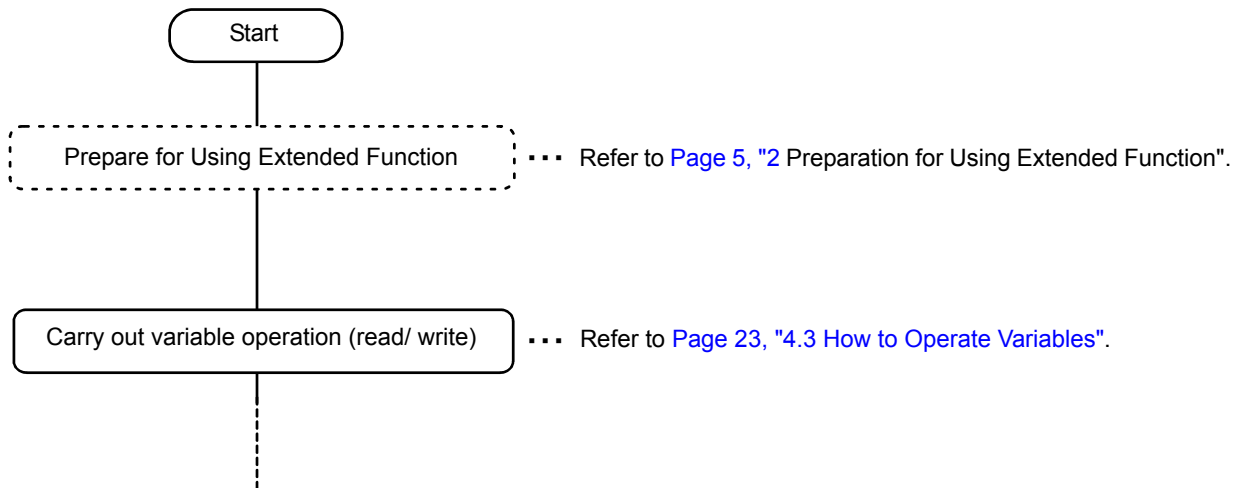 Start
Prepare for Using Extended Function ··· Refer to Page 5, "2 Preparation for Using Extended Function".
Carry out variable operation (read/ write) ··· Refer to Page 23, "4.3 How to Operate Variables".